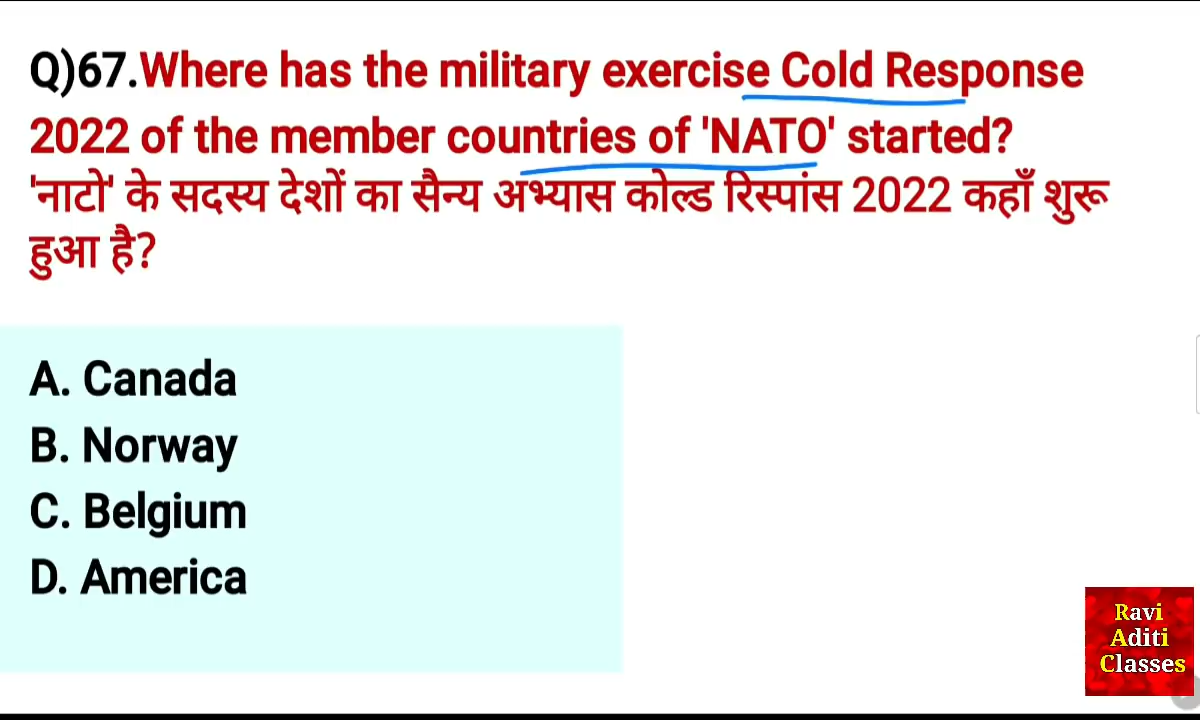 Q)67.Where has the military exercise Cold Response
2022 of the member countries of 'NATO' started?
'नाटो' के सदस्य देशों का सैन्य अभ्यास कोल्ड रिस्पांस 2022 कहाँ शुरू
हुआ है?
A. Canada
B. Norway
C. Belgium
D. America
Ravi
Aditi
Classes